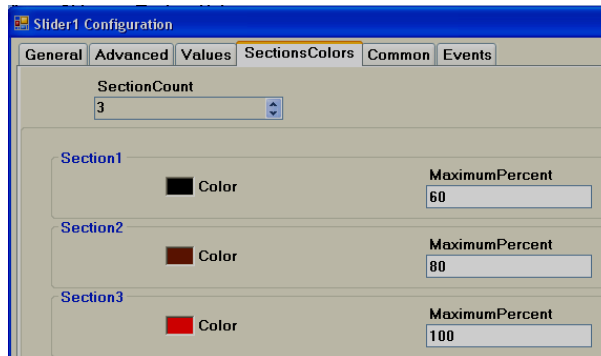 Slider1 Configuration
General Advanced Values SectionsColors Common Events
SectionCount
3
Section1
Color
MaximumPercent
60
Section2
Color
MaximumPercent
80
Section3
Color
MaximumPercent
100